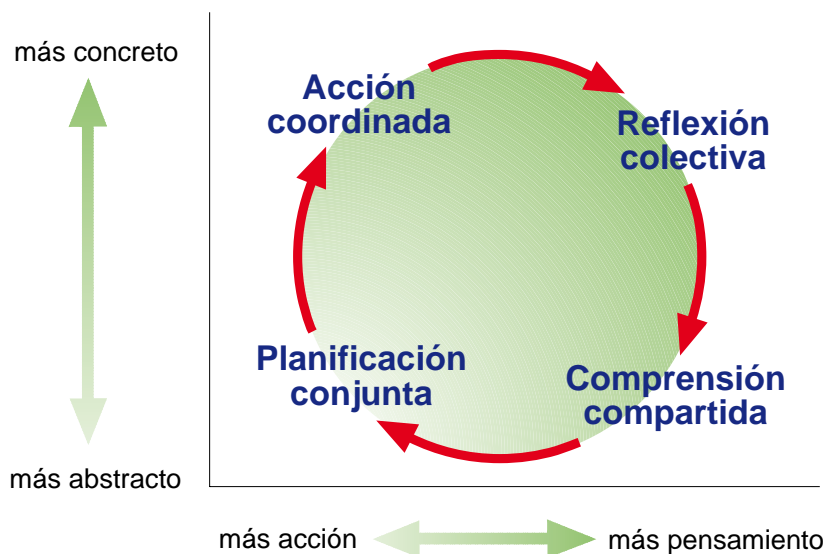 más concreto
Acción
coordinada
Reflexión
colectiva
Planificación
conjunta
Comprensión
compartida
más abstracto
más acción
más pensamiento